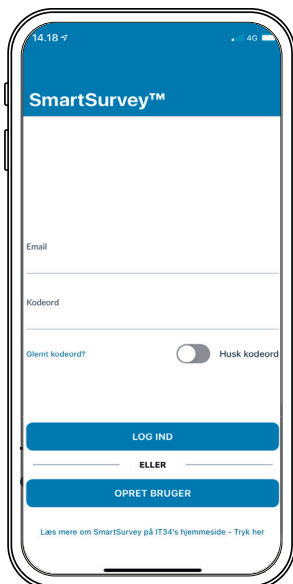 14.18
4G
SmartSurvey™
Email
Kodeord
Glemt kodeord?
Husk kodeord
LOG IND
ELLER
OPRET BRUGER
Læs mere om SmartSurvey på IT34's hjemmeside - Tryk her